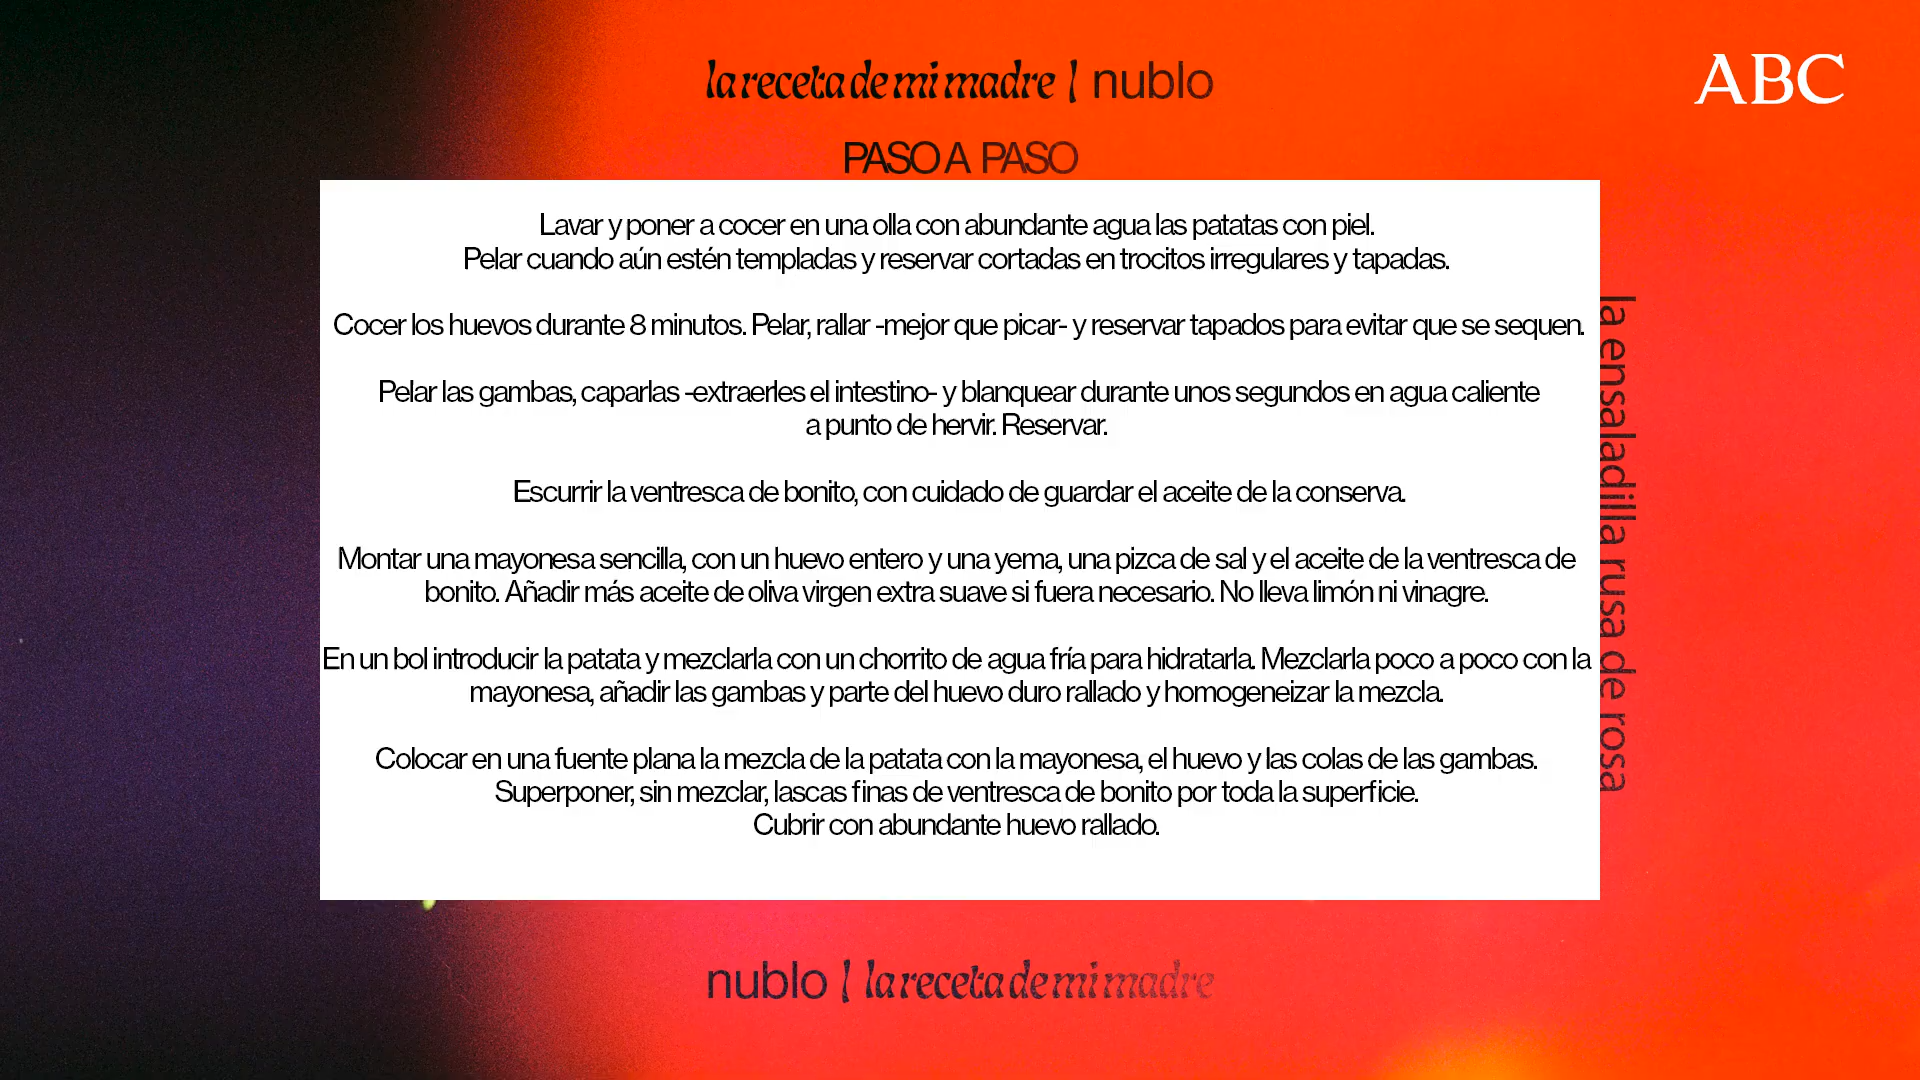 la receta de mi madre | nublo
ABC
PASO A PASO
Lavar y poner a cocer en una olla con abundante agua las patatas con piel.
Pelar cuando aún estén templadas y reservar cortadas en trocitos irregulares y tapadas.
Cocer los huevos durante 8 minutos. Pelar, rallar -mejor que picar- y reservar tapados para evitar que se sequen.
Pelar las gambas, caparlas -extraerles el intestino- y blanquear durante unos segundos en agua caliente
a punto de hervir. Reservar.
Escurrir la ventresca de bonito, con cuidado de guardar el aceite de la conserva.
Montar una mayonesa sencilla, con un huevo entero y una yema, una pizca de sal y el aceite de la ventresca de
bonito. Añadir más aceite de oliva virgen extra suave si fuera necesario. No lleva limón ni vinagre.
En un bol introducir la patata y mezclarla con un chorrito de agua fría para hidratarla. Mezclarla poco a poco con la
mayonesa, añadir las gambas y parte del huevo duro rallado y homogeneizar la mezcla.
Colocar en una fuente plana la mezcla de la patata con la mayonesa, el huevo y las colas de las gambas.
Superponer, sin mezclar, lascas finas de ventresca de bonito por toda la superficie.
Cubrir con abundante huevo rallado.
la ensaladilla rusa de rosa
nublo | la receta de mi madre